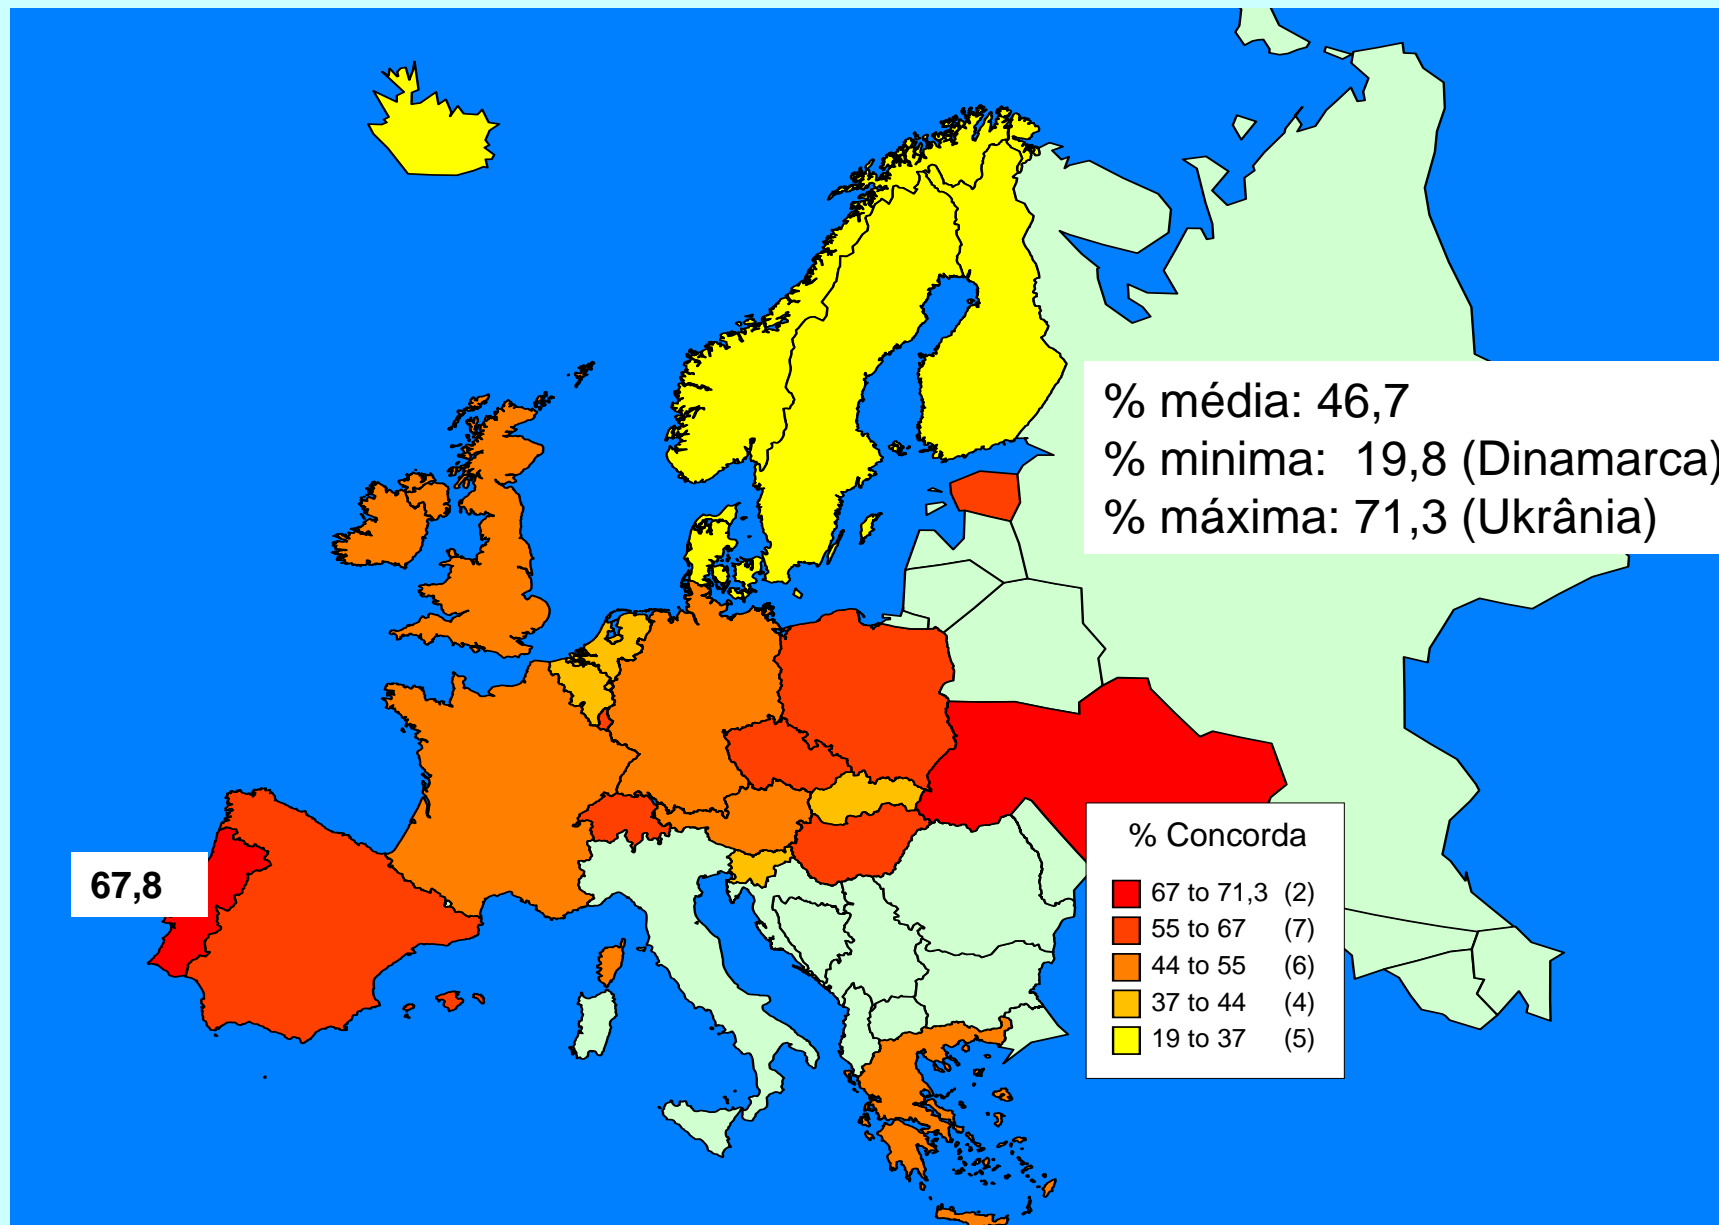 % média: 46,7
% minima: 19,8 (Dinamarca)
% máxima: 71,3 (Ukrânia)
67,8
% Concorda
67 to 71,3 (2)
55 to 67 (7)
44 to 55 (6)
37 to 44 (4)
19 to 37 (5)